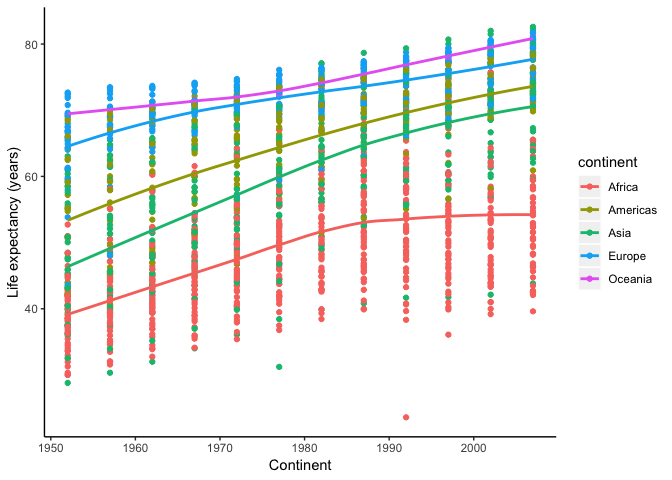 Life expectancy (years)
80
60
40
1950 1960 1970 1980 1990 2000
Continent
continent
Africa
Americas
Asia
Europe
Oceania